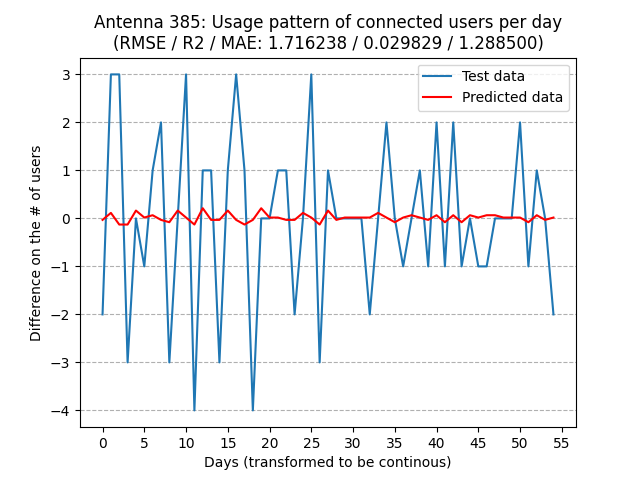 Antenna 385: Usage pattern of connected users per day
(RMSE / R2 / MAE: 1.716238 / 0.029829 / 1.288500)
Test data
Predicted data
Difference on the # of users
3
2
1
0
−1
−2
−3
−4
0 5 10 15 20 25 30 35 40 45 50 55
Days (transformed to be continous)